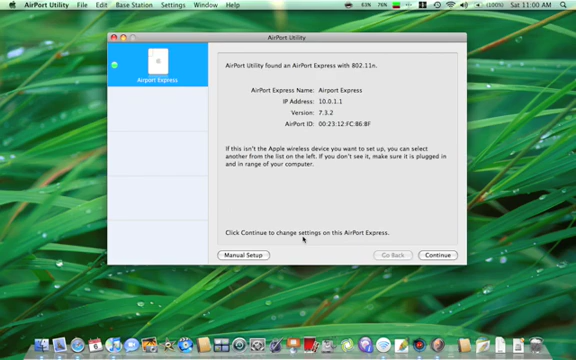 AirPort Utility File Edit Base Station Settings Window Help 63% 76% (100%) Sat 11:00 AM
AirPort Utility
Airport Express
AirPort Utility found an AirPort Express with 802.11n.
AirPort Express Name: Airport Express
IP Address: 10.0.1.1
Version: 7.3.2
AirPort ID: 00:23:12:FC:86:BF
If this isn't the Apple wireless device you want to set up, you can select
another from the list on the left. If you don't see it, make sure it is plugged in
and in range of your computer.
Click Continue to change settings on this AirPort Express.
Manual Setup Go Back Continue